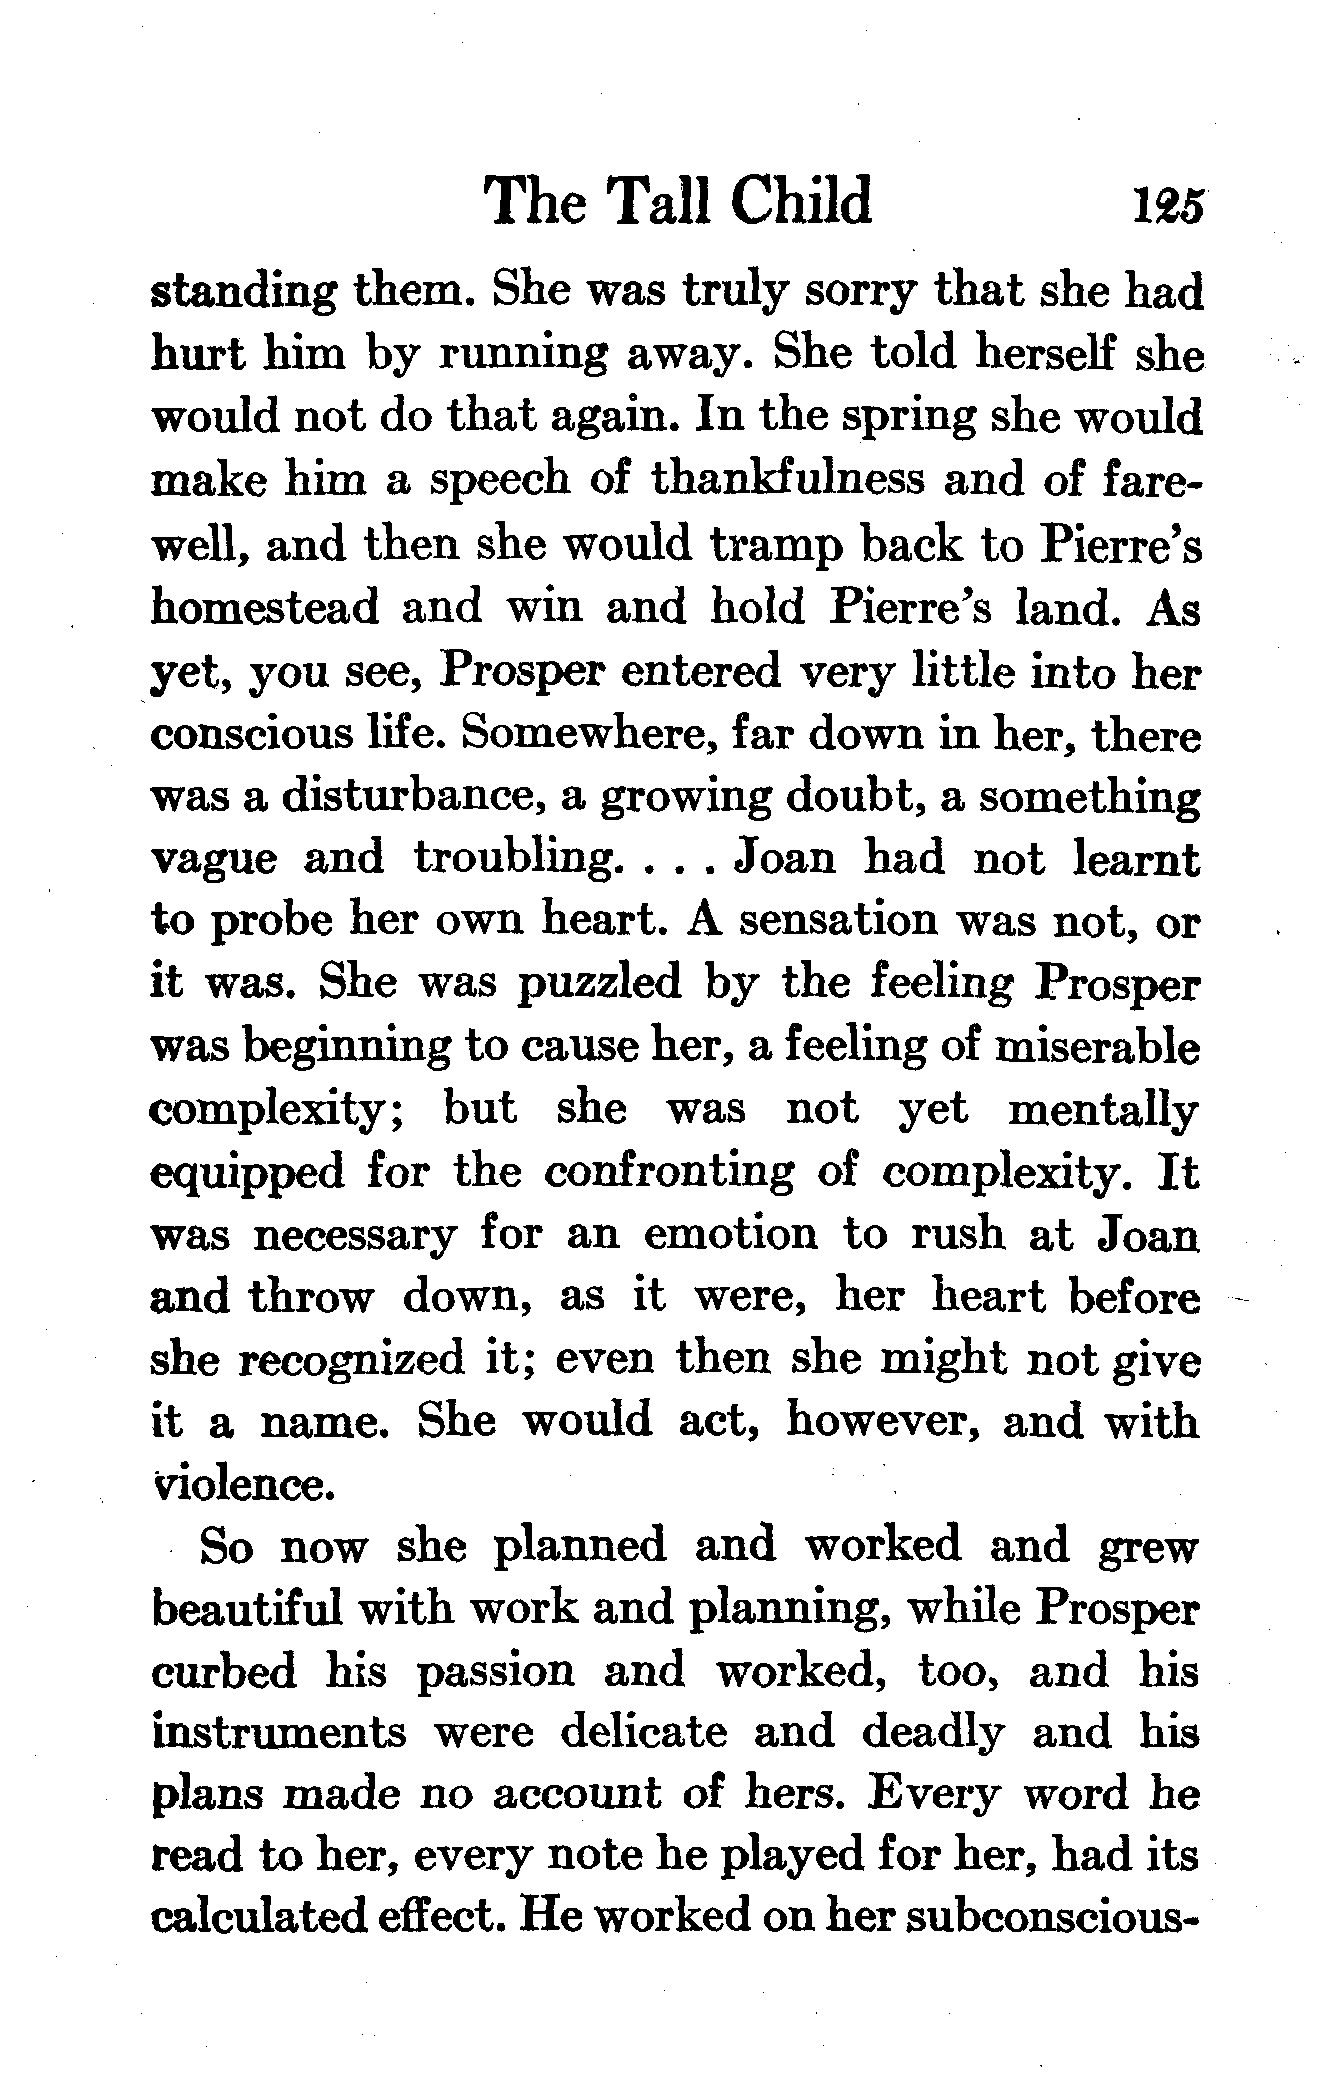 The Tall Child 125
standing them. She was truly sorry that she had
hurt him by running away. She told herself she
would not do that again. In the spring she would
make him a speech of thankfulness and of fare-
well, and then she would tramp back to Pierre's
homestead and win and hold Pierre's land. As
yet, you see, Prosper entered very little into her
conscious life. Somewhere, far down in her, there
was a disturbance, a growing doubt, a something
vague and troubling. . . . Joan had not learnt
to probe her own heart. A sensation was not, or
it was. She was puzzled by the feeling Prosper
was beginning to cause her, a feeling of miserable
complexity; but she was not yet mentally
equipped for the confronting of complexity. It
was necessary for an emotion to rush at Joan
and throw down, as it were, her heart before
she recognized it; even then she might not give
it a name. She would act, however, and with
violence.
So now she planned and worked and grew
beautiful with work and planning, while Prosper
curbed his passion and worked, too, and his
instruments were delicate and deadly and his
plans made no account of hers. Every word he
read to her, every note he played for her, had its
calculated effect. He worked on her subconscious-